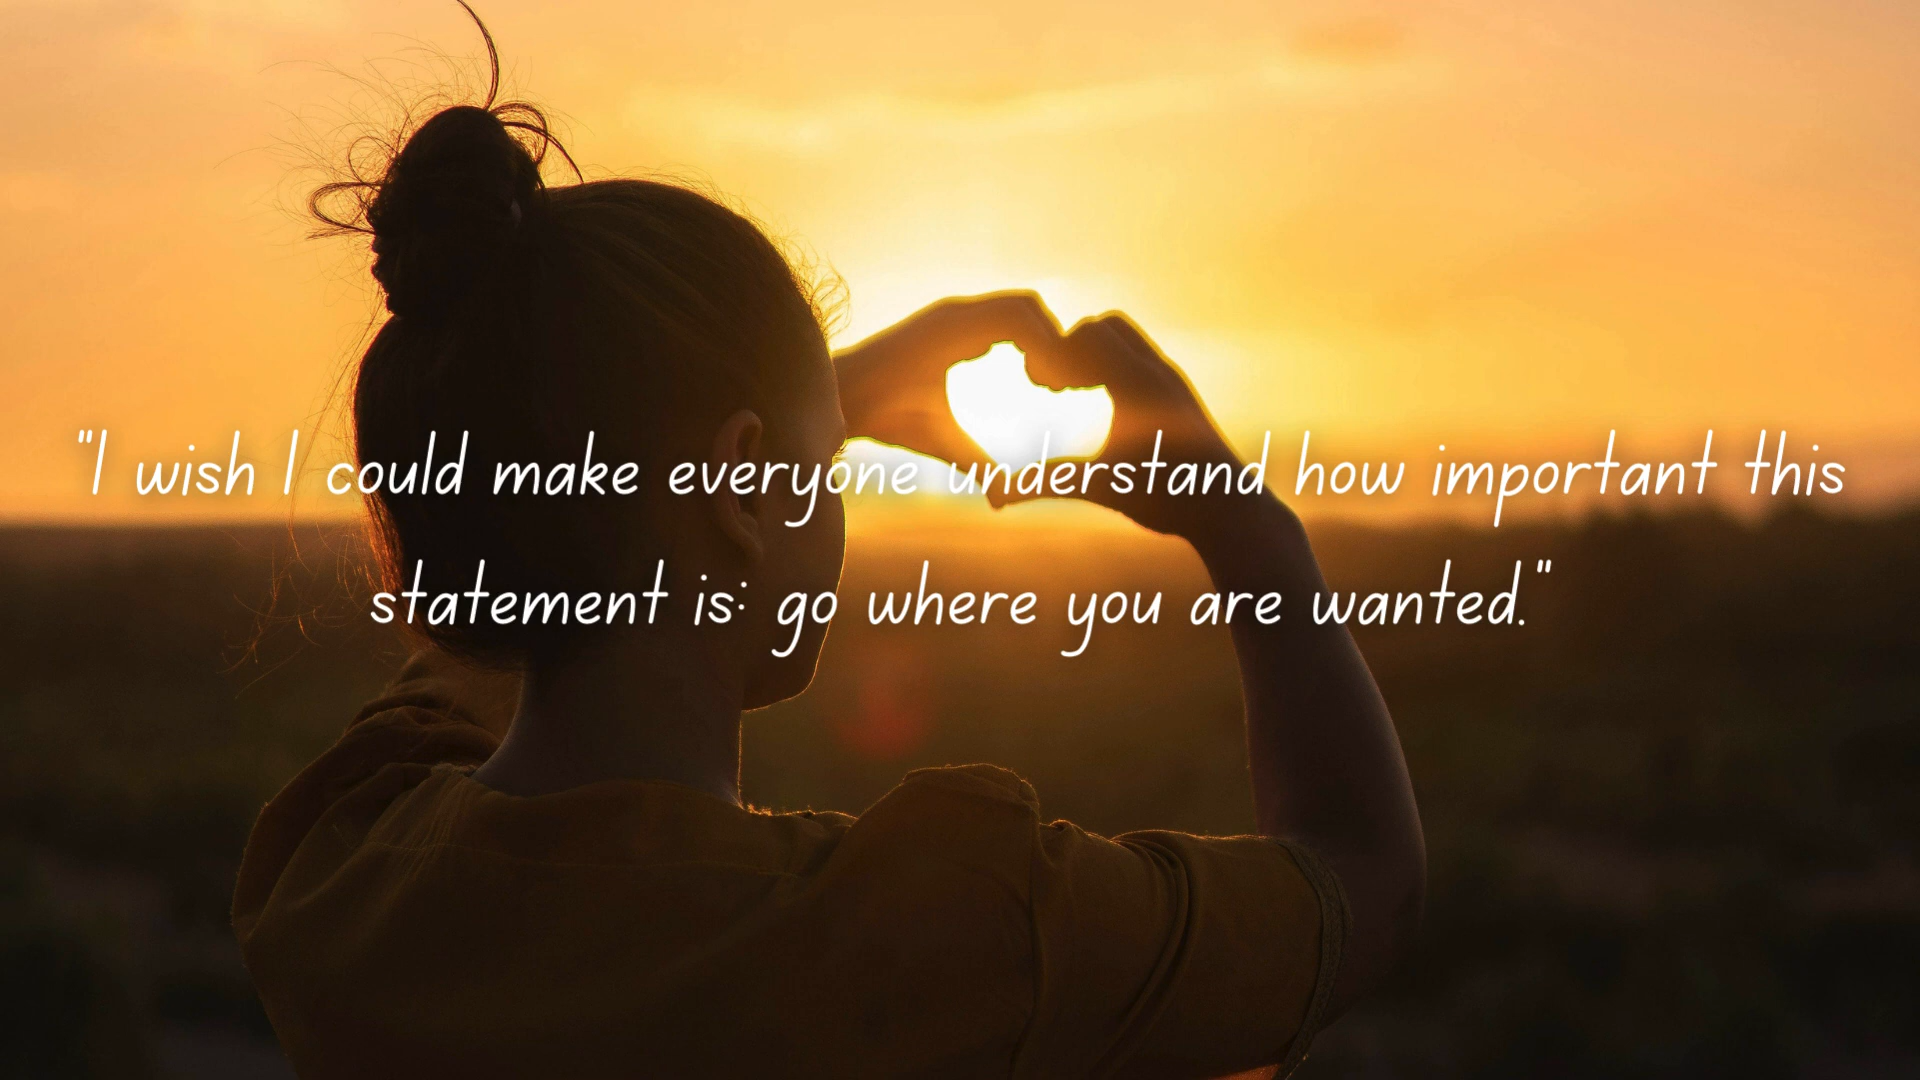 "I wish I could make everyone understand how important this
statement is: go where you are wanted."